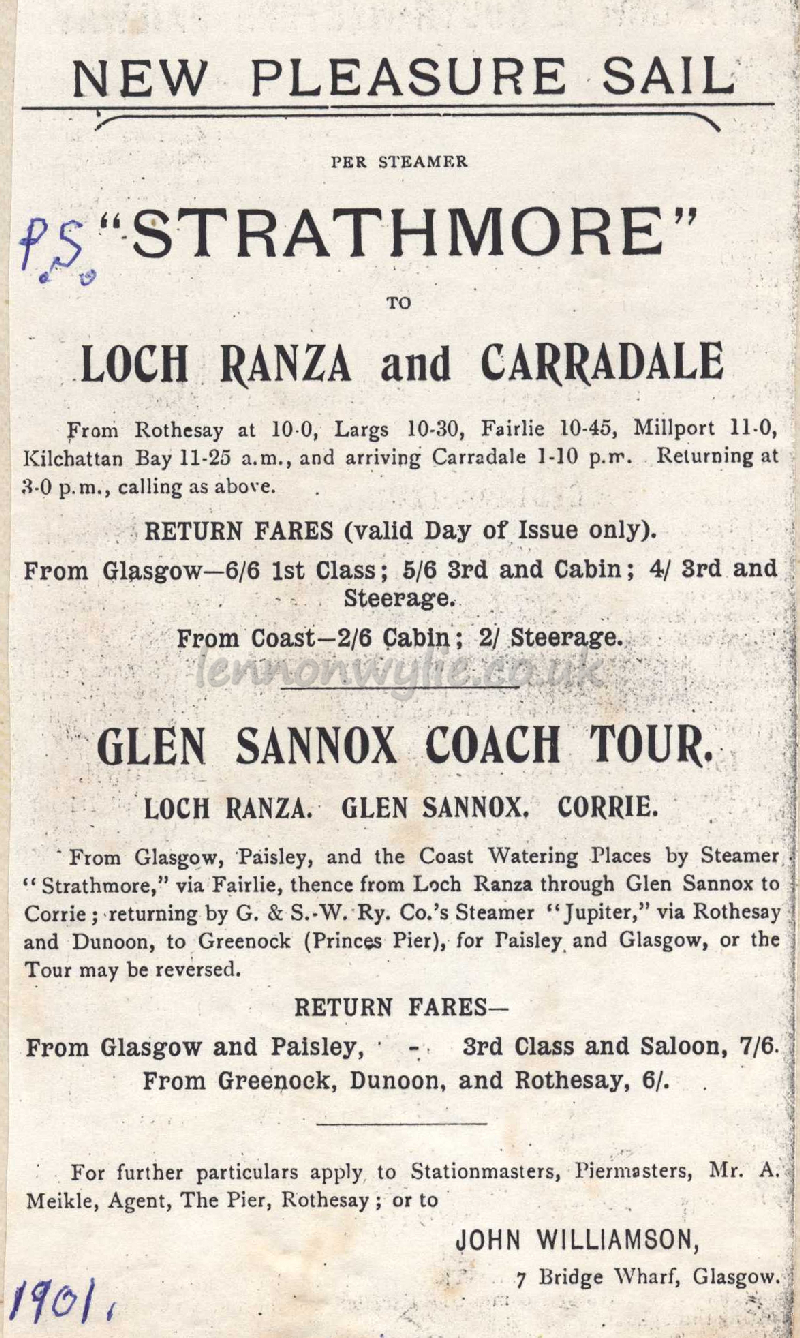 NEW PLEASURE SAIL
PER STEAMER
P.S. "STRATHMORE"
TO
LOCH RANZA and CARRADALE
From Rothesay at 10-0, Largs 10-30, Fairlie 10-45, Millport 11-0,
Kilchattan Bay 11-25 a.m., and arriving Carradale 1-10 p.m. Returning at
3-0 p.m., calling as above.
RETURN FARES (valid Day of Issue only).
From Glasgow—6/6 1st Class; 5/6 3rd and Cabin; 4/ 3rd and
Steerage.
From Coast—2/6 Cabin; 2/ Steerage.
lennonwylie.co.uk
GLEN SANNOX COACH TOUR.
LOCH RANZA. GLEN SANNOX. CORRIE.
From Glasgow, Paisley, and the Coast Watering Places by Steamer
"Strathmore," via Fairlie, thence from Loch Ranza through Glen Sannox to
Corrie; returning by G. & S.-W. Ry. Co.'s Steamer "Jupiter," via Rothesay
and Dunoon, to Greenock (Princes Pier), for Paisley and Glasgow, or the
Tour may be reversed.
RETURN FARES—
From Glasgow and Paisley, - 3rd Class and Saloon, 7/6.
From Greenock, Dunoon, and Rothesay, 6/.
For further particulars apply to Stationmasters, Piermasters, Mr. A.
Meikle, Agent, The Pier, Rothesay; or to
JOHN WILLIAMSON,
7 Bridge Wharf, Glasgow.
1901.